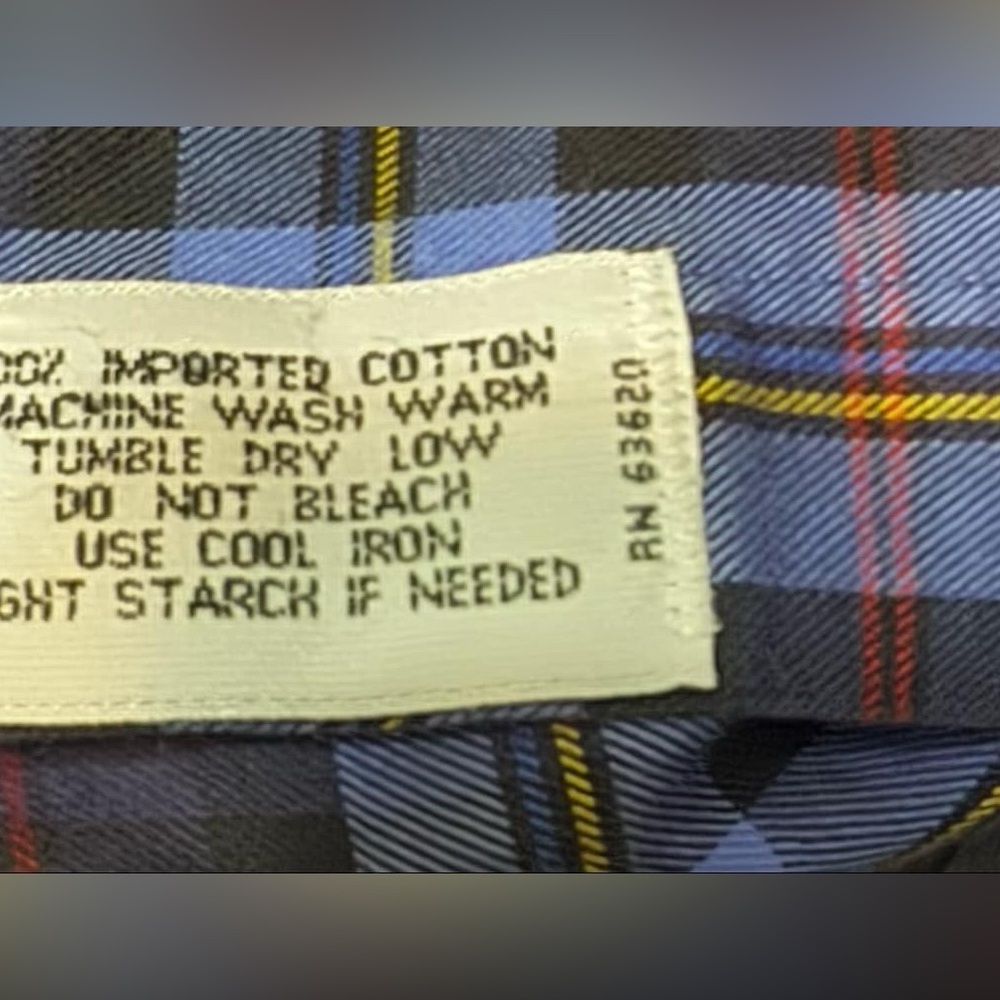 00% IMPORTED COTTON
MACHINE WASH WARM
TUMBLE DRY LOW
DO NOT BLEACH
USE COOL IRON
GHT STARCH IF NEEDED
RN 63620